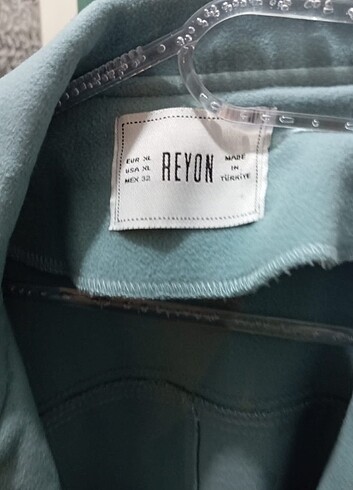 EUR XL
USA XL
MEX 32
REYON
MADE
IN
TÜRKİYE